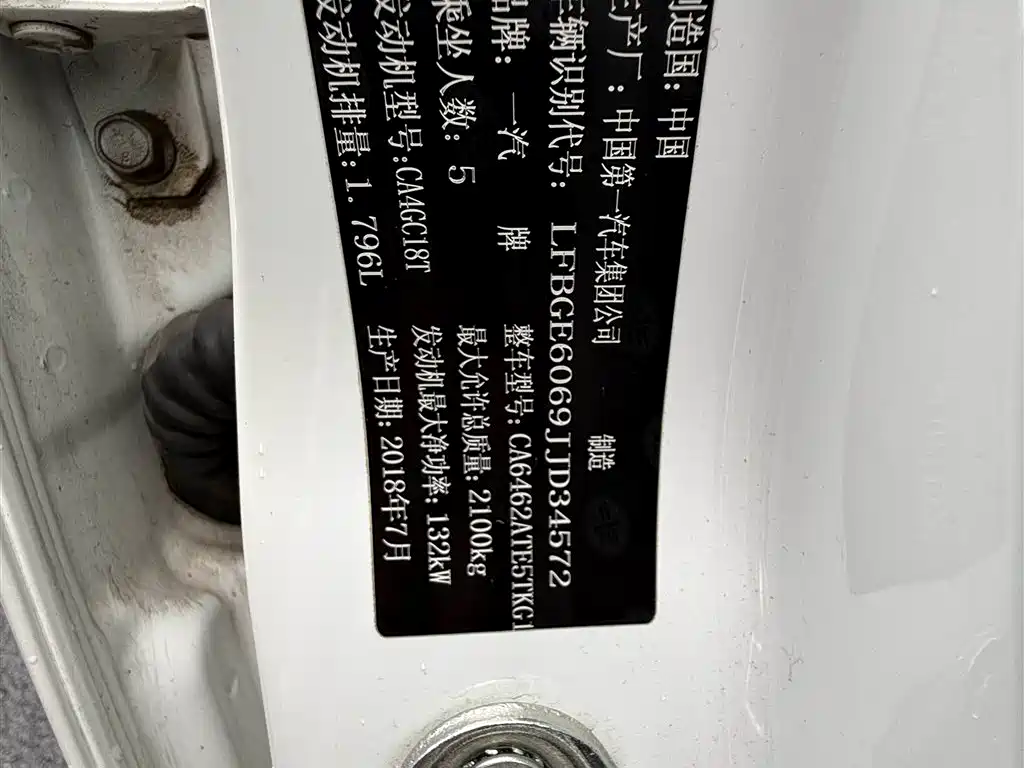 制造国:中国
生产厂:中国第一汽车集团公司 制造
车辆识别代号:LFBGE6069JJD34572
品牌:一汽 牌 整车型号:CA6462ATE5TKG1
乘坐人数:5 最大允许总质量:2100kg
发动机型号:CA4GC18T 发动机最大净功率:132kW
发动机排量:1.796L 生产日期:2018年7月